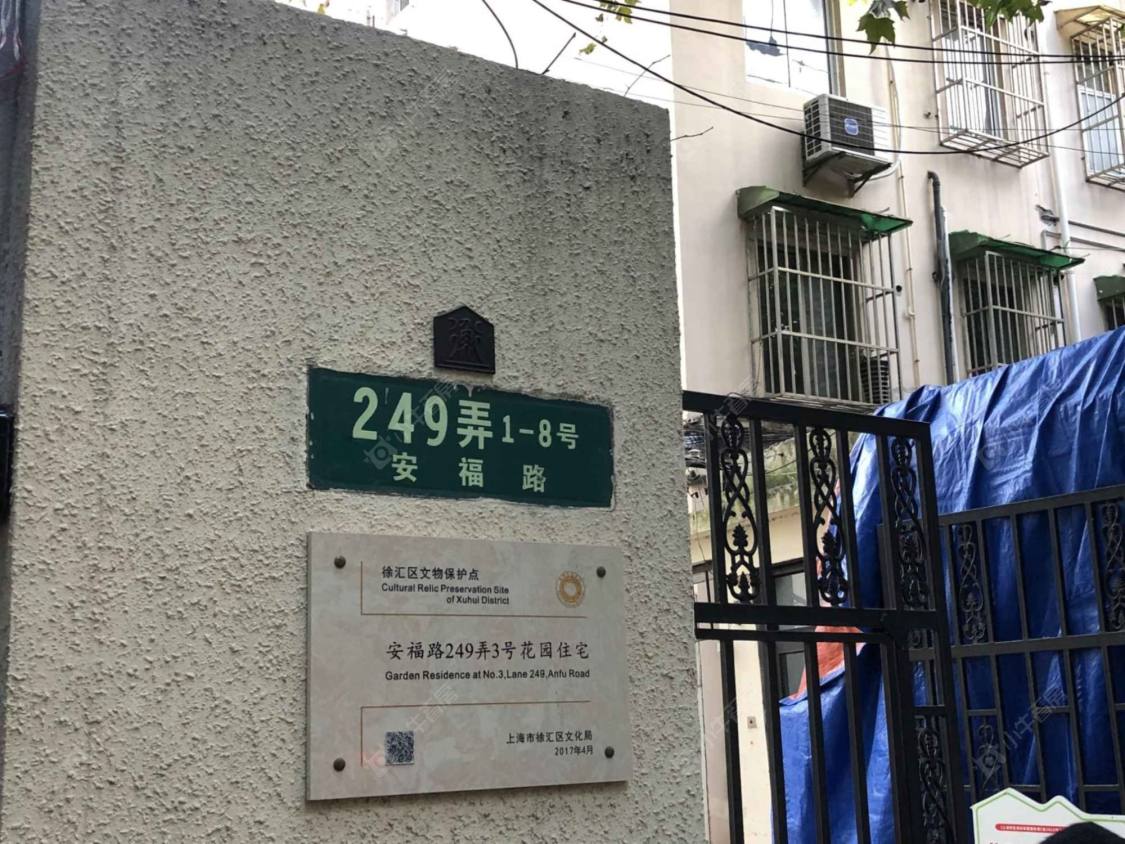 249弄1-8号
安福路
徐汇区文物保护点
Cultural Relic Preservation Site
of Xuhui District
安福路249弄3号花园住宅
Garden Residence at No.3,Lane 249,Anfu Road
上海市徐汇区文化局
2017年4月